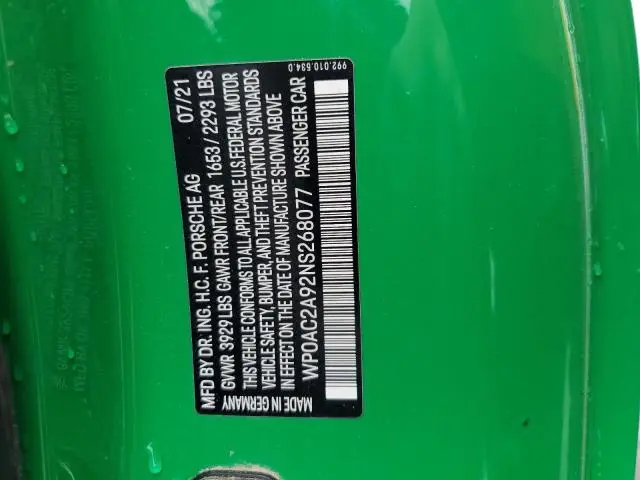 MFD BY DR. ING. H.C. F. PORSCHE AG 07/21
GVWR 3929 LBS GAWR FRONT/REAR 1653 / 2293 LBS
THIS VEHICLE CONFORMS TO ALL APPLICABLE U.S. FEDERAL MOTOR
VEHICLE SAFETY, BUMPER, AND THEFT PREVENTION STANDARDS
IN EFFECT ON THE DATE OF MANUFACTURE SHOWN ABOVE
WP0AC2A92NS268077 PASSENGER CAR
MADE IN GERMANY
992.010.534.0